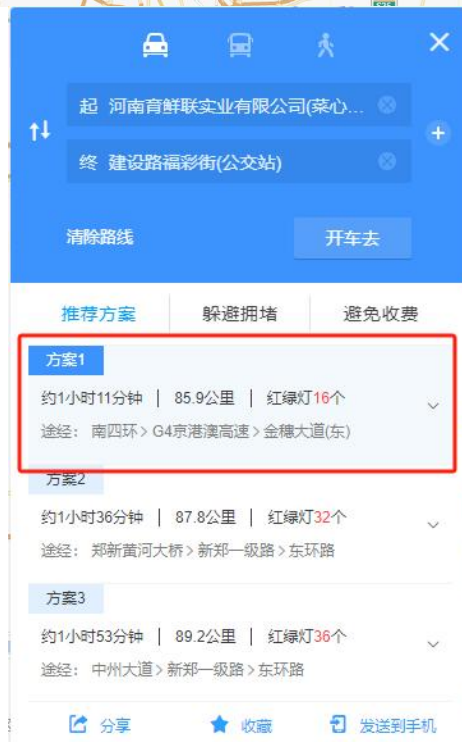 起 河南育鲜联实业有限公司(菜心...
终 建设路福彩街(公交站)
清除路线 开车去
推荐方案 躲避拥堵 避免收费
方案1
约1小时11分钟 | 85.9公里 | 红绿灯16个
途经： 南四环>G4京港澳高速>金穗大道(东)
方案2
约1小时36分钟 | 87.8公里 | 红绿灯32个
途经： 郑新黄河大桥>新郑一级路>东环路
方案3
约1小时53分钟 | 89.2公里 | 红绿灯36个
途经： 中州大道>新郑一级路>东环路
分享 收藏 发送到手机